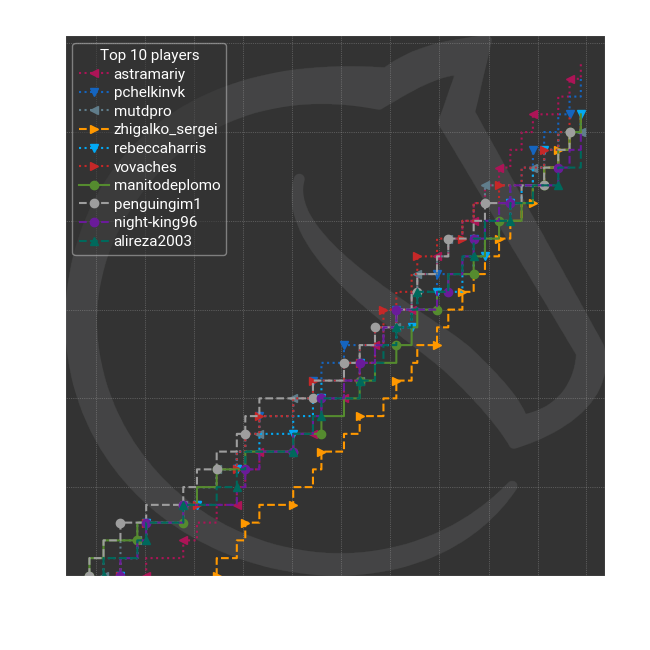 Top 10 players
astramariy
pchelkinvk
mutdpro
zhigalko_sergei
rebeccaharris
vovaches
manitodeplomo
penguingim1
night-king96
alireza2003